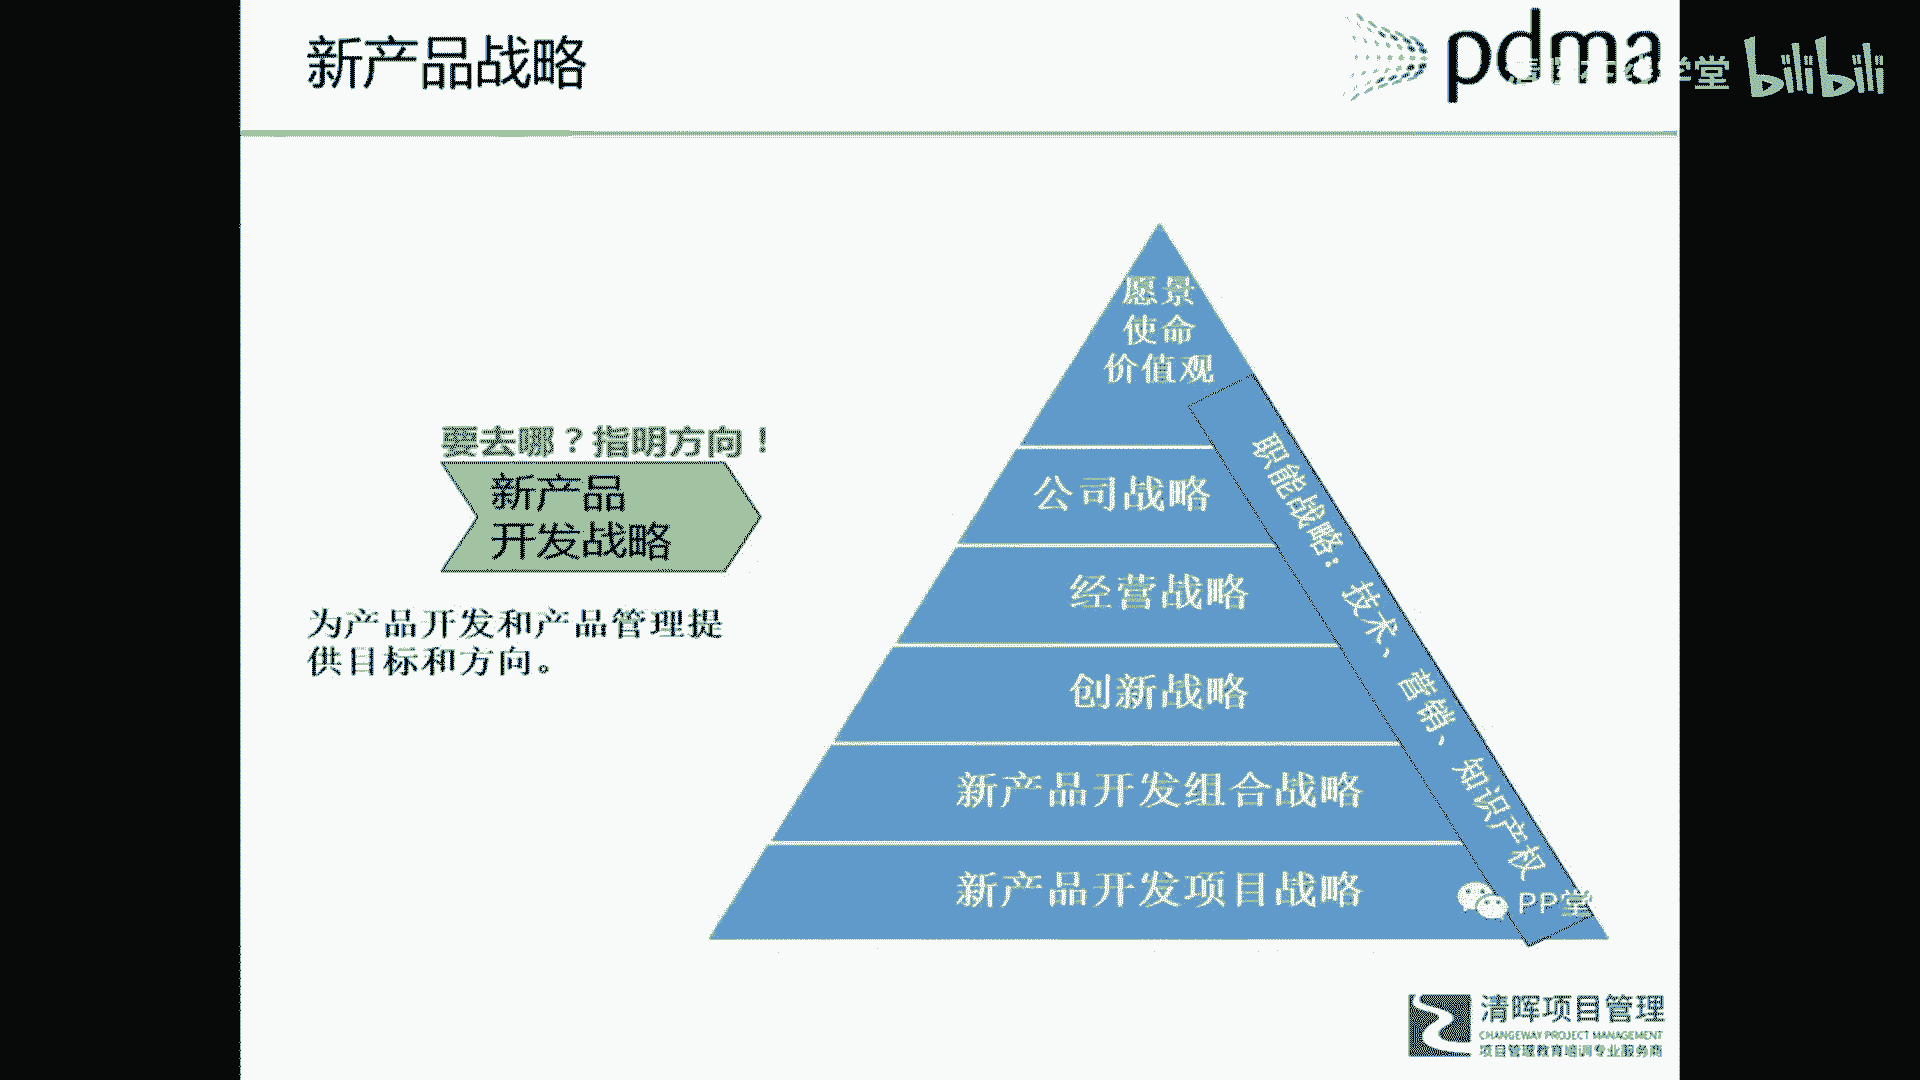 新产品战略
pdma
学堂
bilibili
愿景
使命
价值观
要去哪？指明方向！
新产品
开发战略
为产品开发和产品管理提
供目标和方向。
公司战略
经营战略
创新战略
新产品开发组合战略
新产品开发项目战略
职能战略：技术、营销、知识产权
PP堂
清晖项目管理
CHANGEWAY PROJECT MANAGEMENT
项目管理教育培训专业服务商